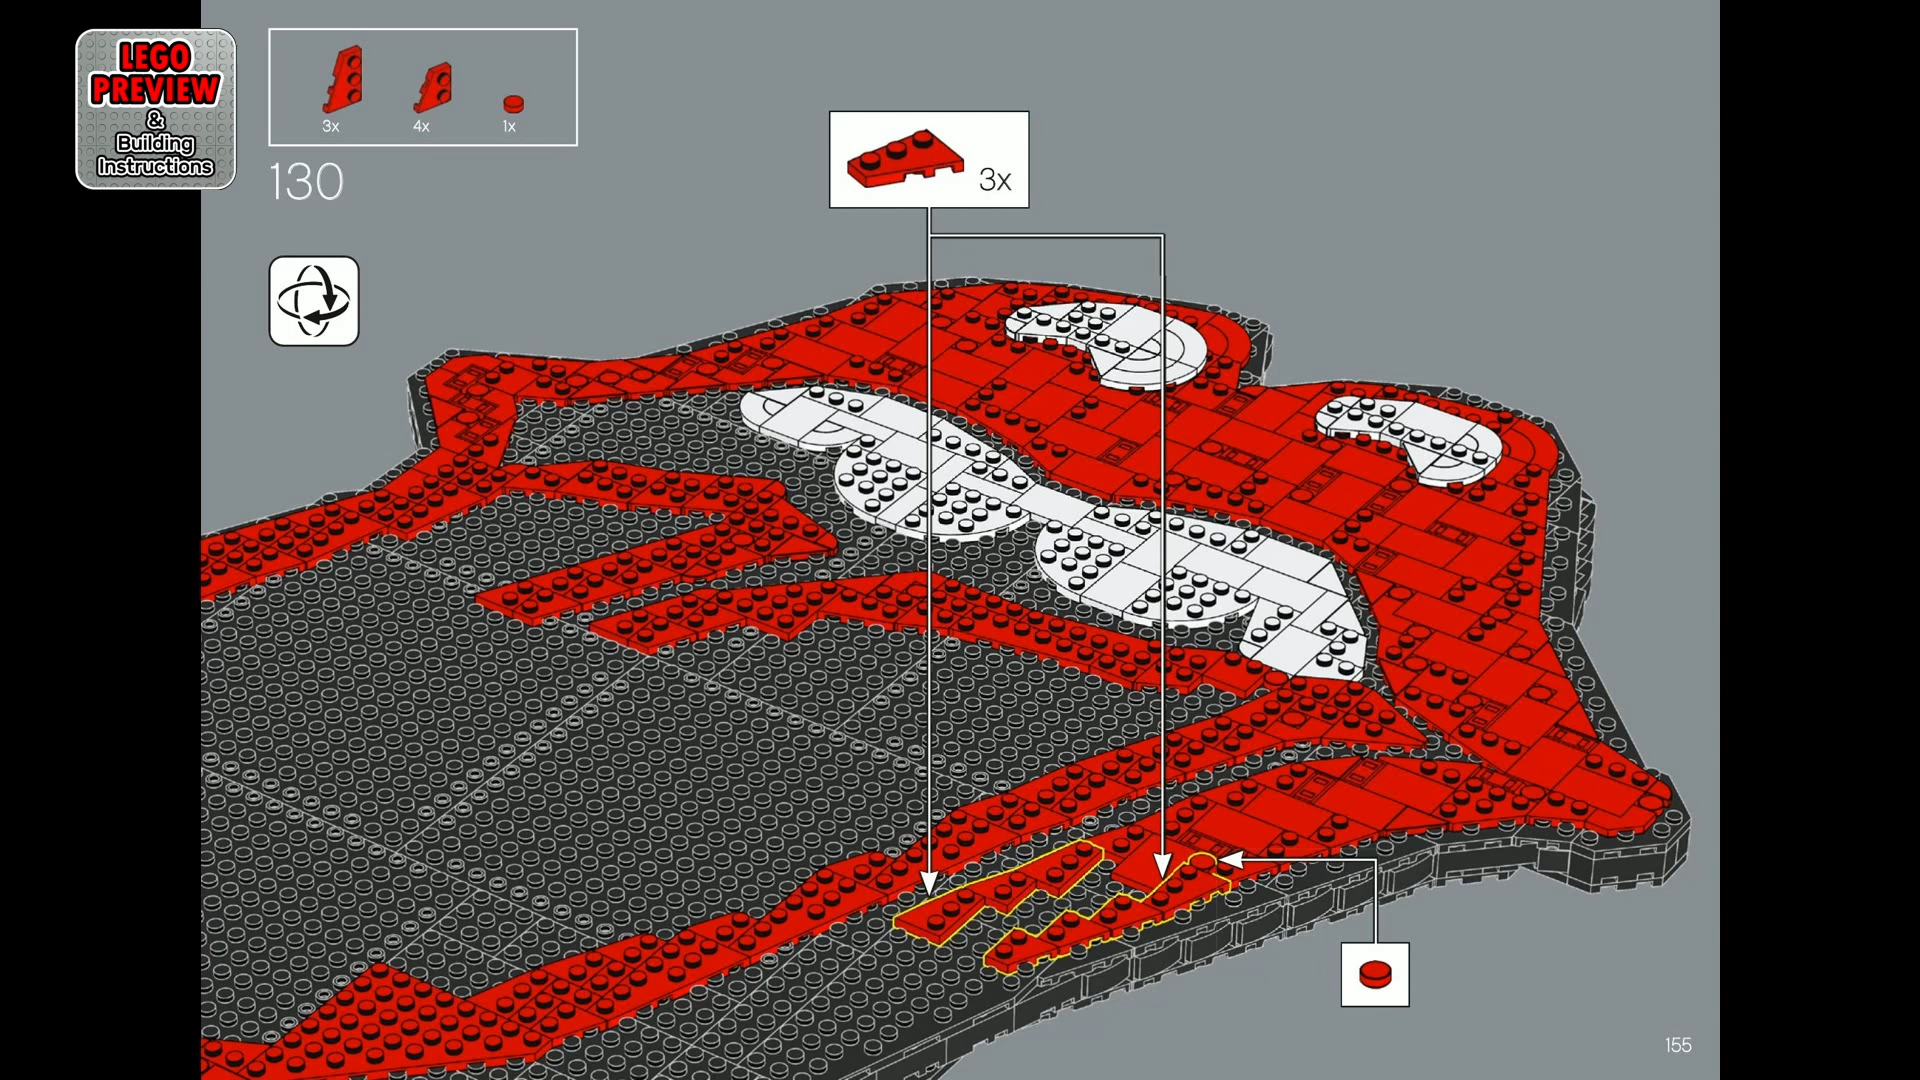 LEGO
PREVIEW
&
Building
Instructions
3x
4x
1x
130
3x
155